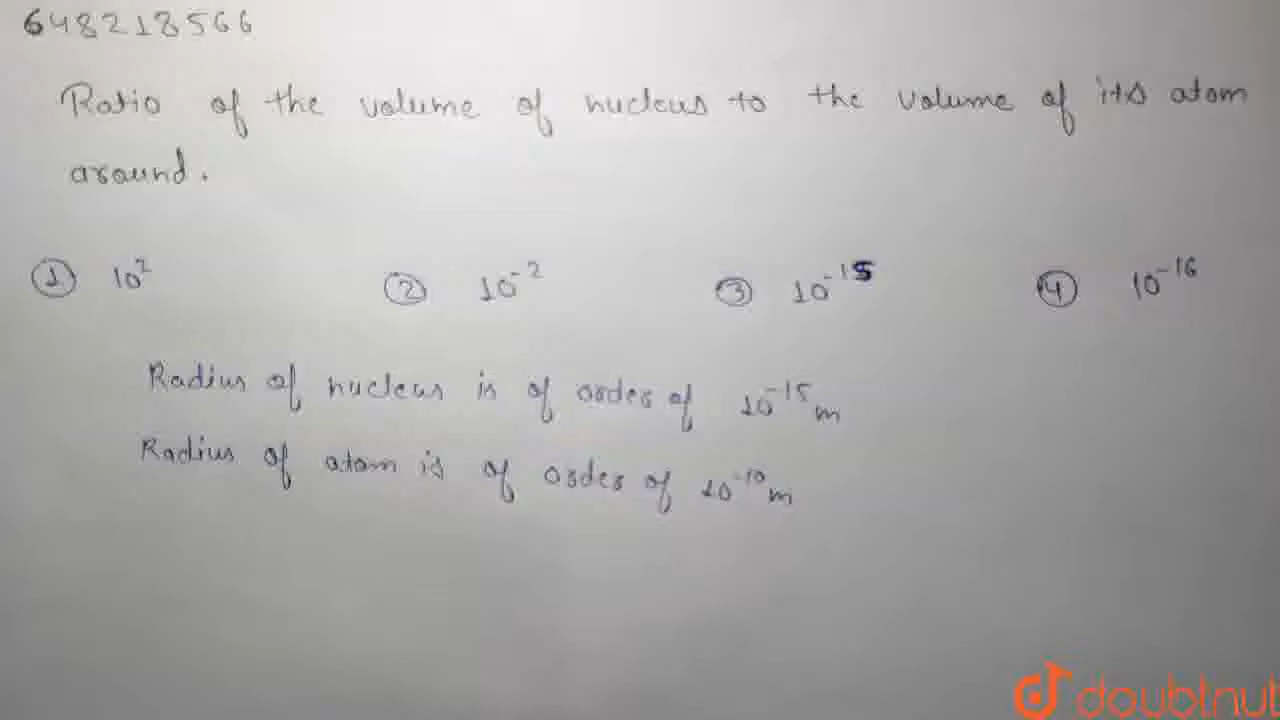 648218566
Ratio of the volume of nucleus to the volume of its atom
around.
① 10² ② 10⁻² ③ 10⁻¹⁵ ④ 10⁻¹⁶
Radius of nucleus is of order of 10⁻¹⁵ m
Radius of atom is of order of 10⁻¹⁰ m
doubtnut